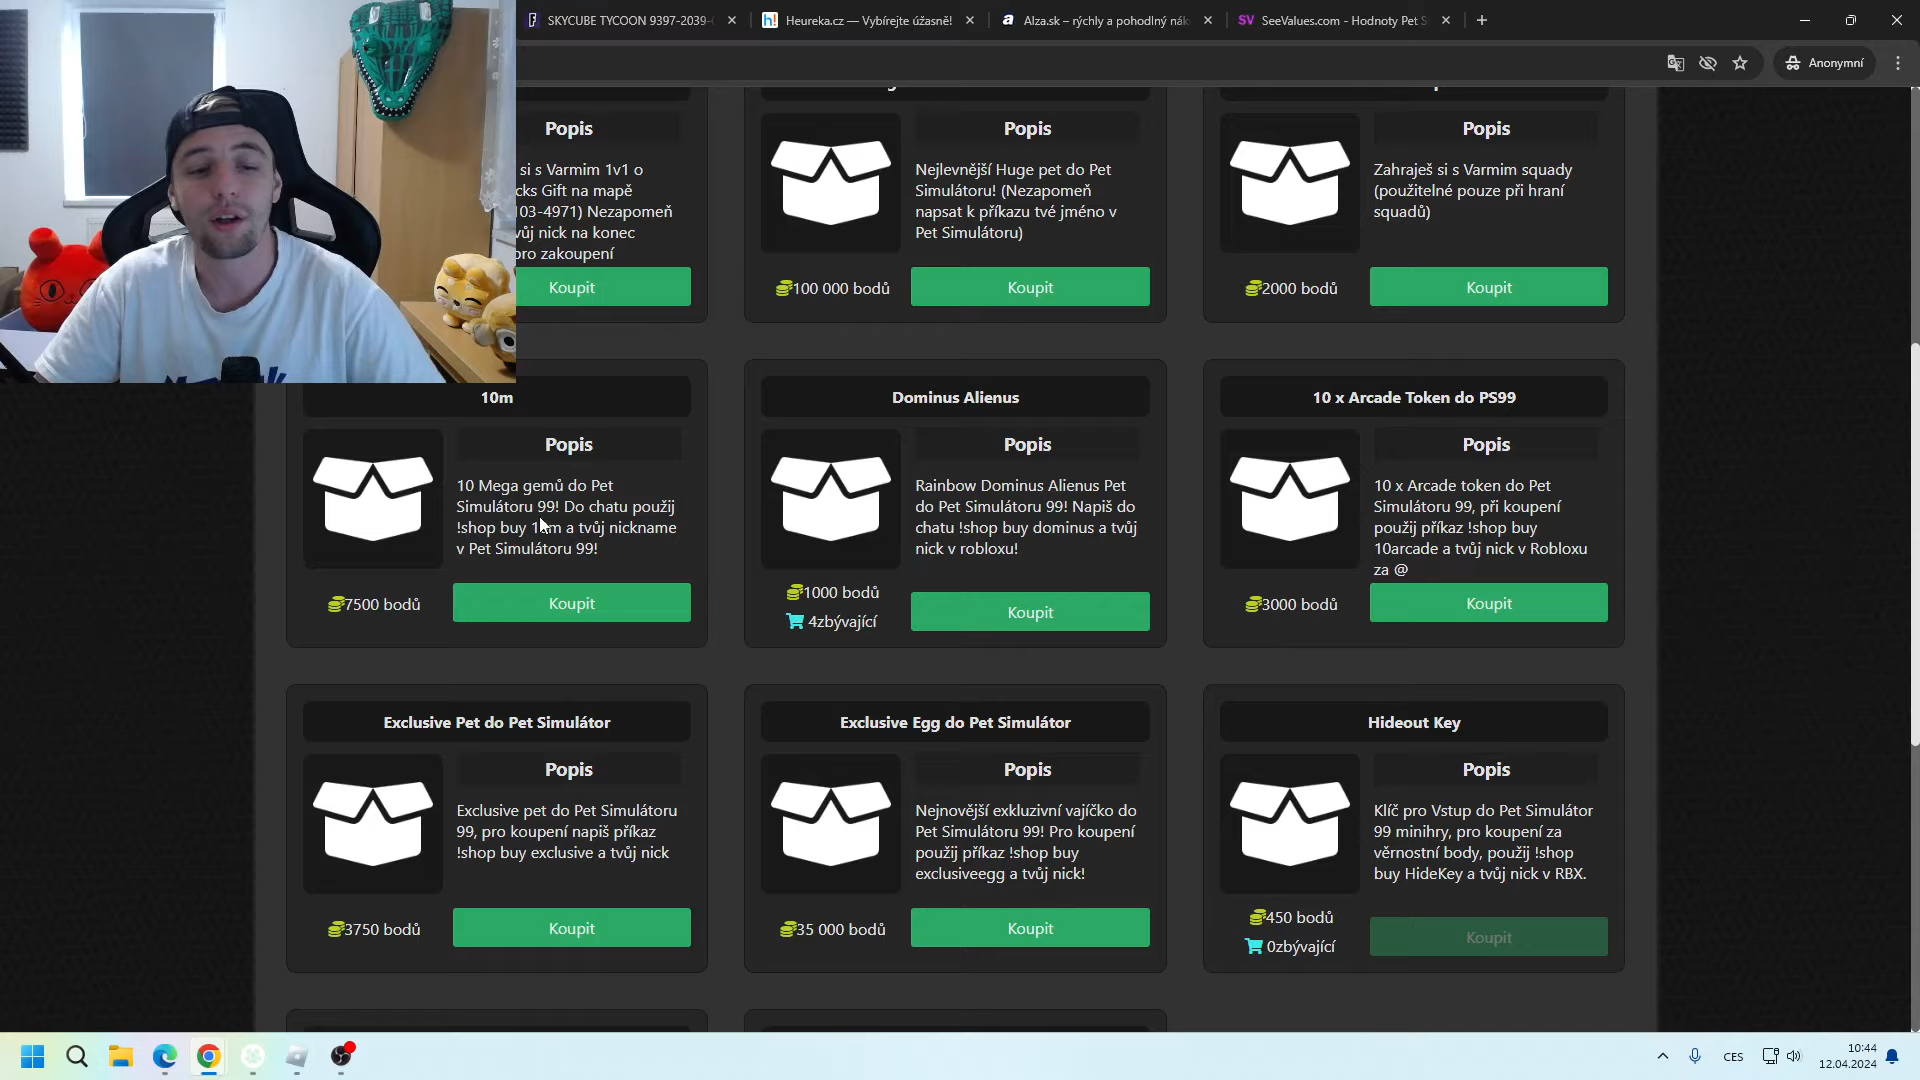 SKYCUBE TYCOON 9397-2039-
Heureka.cz — Vybírejte úžasně!
Alza.sk – rýchly a pohodlný nák
SV SeeValues.com - Hodnoty Pet S
Anonymní
Popis
si s Varmim 1v1 o
cks Gift na mapě
103-4971) Nezapomeň
vůj nick na konec
pro zakoupení
Koupit
Popis
Nejlevnější Huge pet do Pet
Simulátoru! (Nezapomeň
napsat k příkazu tvé jméno v
Pet Simulátoru)
100 000 bodů
Koupit
Popis
Zahraješ si s Varmim squady
(použitelné pouze při hraní
squadů)
2000 bodů
Koupit
10m
Popis
10 Mega gemů do Pet
Simulátoru 99! Do chatu použij
!shop buy 10m a tvůj nickname
v Pet Simulátoru 99!
7500 bodů
Koupit
Dominus Alienus
Popis
Rainbow Dominus Alienus Pet
do Pet Simulátoru 99! Napiš do
chatu !shop buy dominus a tvůj
nick v robloxu!
1000 bodů
4zbývající
Koupit
10 x Arcade Token do PS99
Popis
10 x Arcade token do Pet
Simulátoru 99, při koupení
použij příkaz !shop buy
10arcade a tvůj nick v Robloxu
za @
3000 bodů
Koupit
Exclusive Pet do Pet Simulátor
Popis
Exclusive pet do Pet Simulátoru
99, pro koupení napiš příkaz
!shop buy exclusive a tvůj nick
3750 bodů
Koupit
Exclusive Egg do Pet Simulátor
Popis
Nejnovější exkluzivní vajíčko do
Pet Simulátoru 99! Pro koupení
použij příkaz !shop buy
exclusiveegg a tvůj nick!
35 000 bodů
Koupit
Hideout Key
Popis
Klíč pro Vstup do Pet Simulátor
99 minihry, pro koupení za
věrnostní body, použij !shop
buy HideKey a tvůj nick v RBX.
450 bodů
0zbývající
Koupit
CES
10:44
12.04.2024